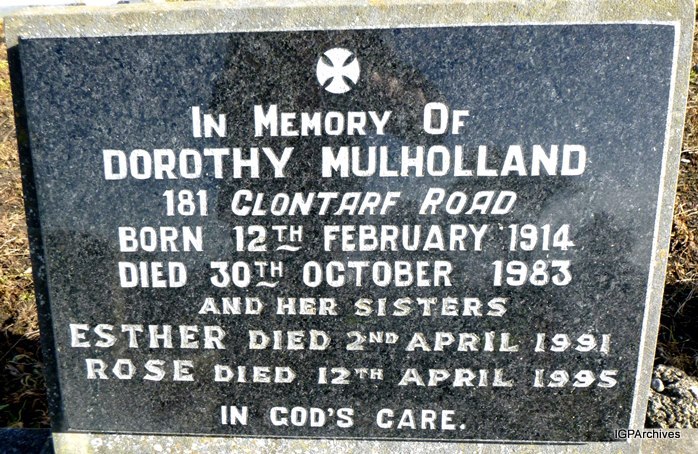 In Memory Of
DOROTHY MULHOLLAND
181 CLONTARF ROAD
BORN 12TH FEBRUARY 1914
DIED 30TH OCTOBER 1983
AND HER SISTERS
ESTHER DIED 2ND APRIL 1991
ROSE DIED 12TH APRIL 1995
IN GOD'S CARE.
IGPArchives